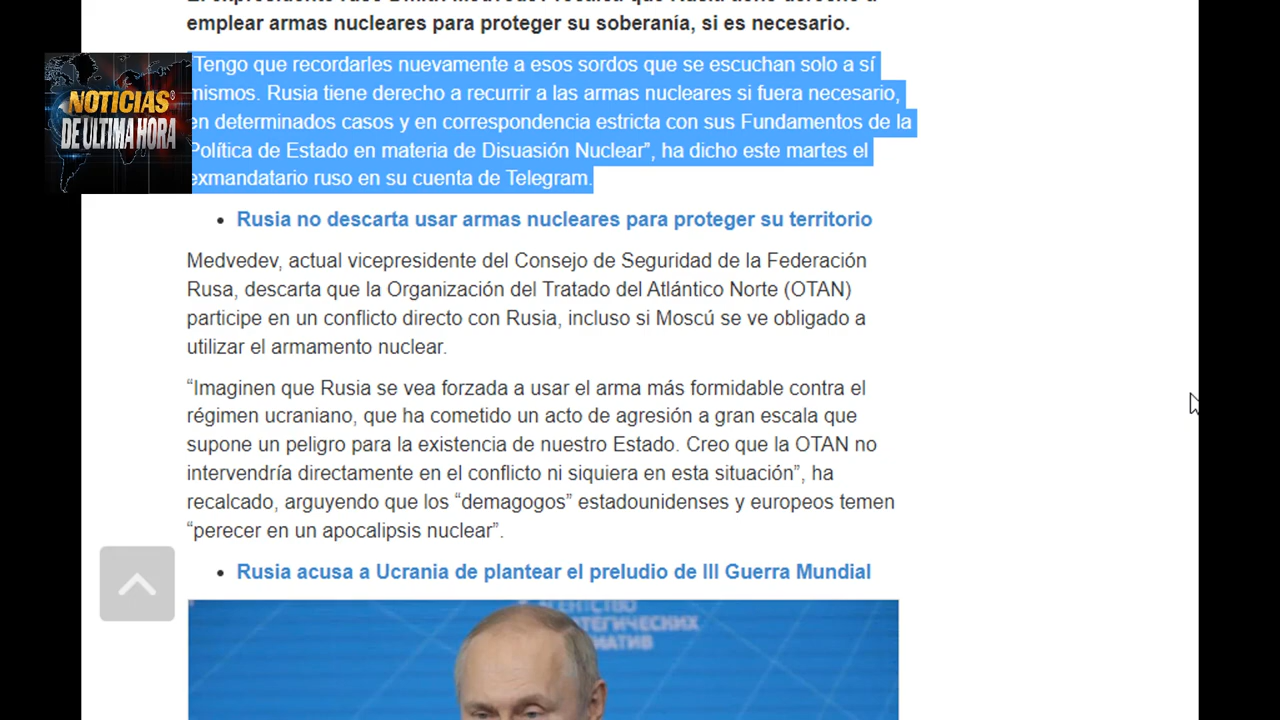 emplear armas nucleares para proteger su soberanía, si es necesario.
NOTICIAS
DE ÚLTIMA HORA
Tengo que recordarles nuevamente a esos sordos que se escuchan solo a sí
mismos. Rusia tiene derecho a recurrir a las armas nucleares si fuera necesario,
en determinados casos y en correspondencia estricta con sus Fundamentos de la
Política de Estado en materia de Disuasión Nuclear”, ha dicho este martes el
exmandatario ruso en su cuenta de Telegram.
• Rusia no descarta usar armas nucleares para proteger su territorio
Medvedev, actual vicepresidente del Consejo de Seguridad de la Federación
Rusa, descarta que la Organización del Tratado del Atlántico Norte (OTAN)
participe en un conflicto directo con Rusia, incluso si Moscú se ve obligado a
utilizar el armamento nuclear.
“Imaginen que Rusia se vea forzada a usar el arma más formidable contra el
régimen ucraniano, que ha cometido un acto de agresión a gran escala que
supone un peligro para la existencia de nuestro Estado. Creo que la OTAN no
intervendría directamente en el conflicto ni siquiera en esta situación”, ha
recalcado, arguyendo que los “demagogos” estadounidenses y europeos temen
“perecer en un apocalipsis nuclear”.
• Rusia acusa a Ucrania de plantear el preludio de III Guerra Mundial